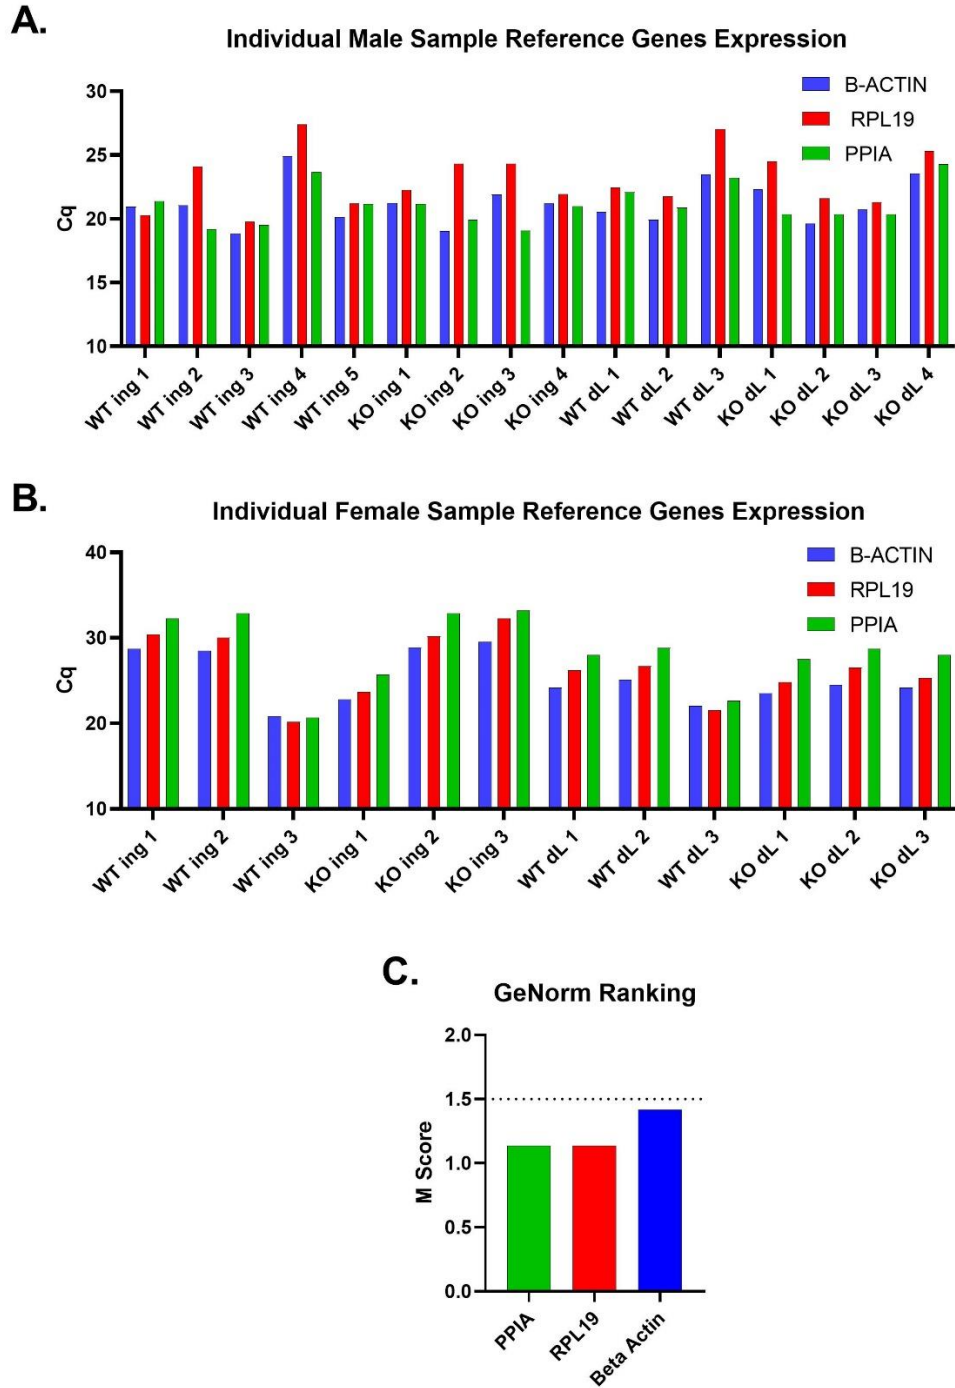 A.
Individual Male Sample Reference Genes Expression
B-ACTIN
RPL19
PPIA
30
25
20
15
10
Cq
WT ing 1
WT ing 2
WT ing 3
WT ing 4
WT ing 5
KO ing 1
KO ing 2
KO ing 3
KO ing 4
WT dL 1
WT dL 2
WT dL 3
KO dL 1
KO dL 2
KO dL 3
KO dL 4
B.
Individual Female Sample Reference Genes Expression
B-ACTIN
RPL19
PPIA
40
30
20
10
Cq
WT ing 1
WT ing 2
WT ing 3
KO ing 1
KO ing 2
KO ing 3
WT dL 1
WT dL 2
WT dL 3
KO dL 1
KO dL 2
KO dL 3
C.
GeNorm Ranking
2.0
1.5
1.0
0.5
0.0
M Score
PPIA
RPL19
Beta Actin